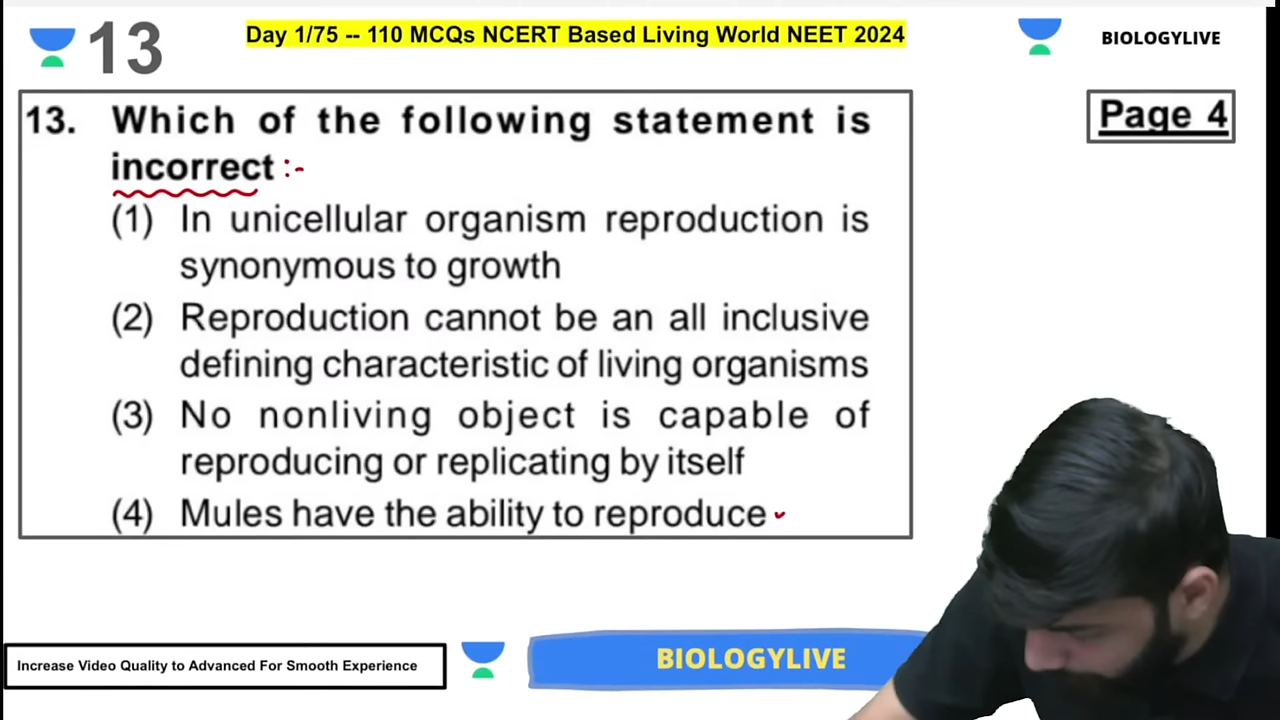 13
Day 1/75 -- 110 MCQs NCERT Based Living World NEET 2024
BIOLOGYLIVE
Page 4
13. Which of the following statement is
incorrect :-
(1) In unicellular organism reproduction is
synonymous to growth
(2) Reproduction cannot be an all inclusive
defining characteristic of living organisms
(3) No nonliving object is capable of
reproducing or replicating by itself
(4) Mules have the ability to reproduce
Increase Video Quality to Advanced For Smooth Experience
BIOLOGYLIVE